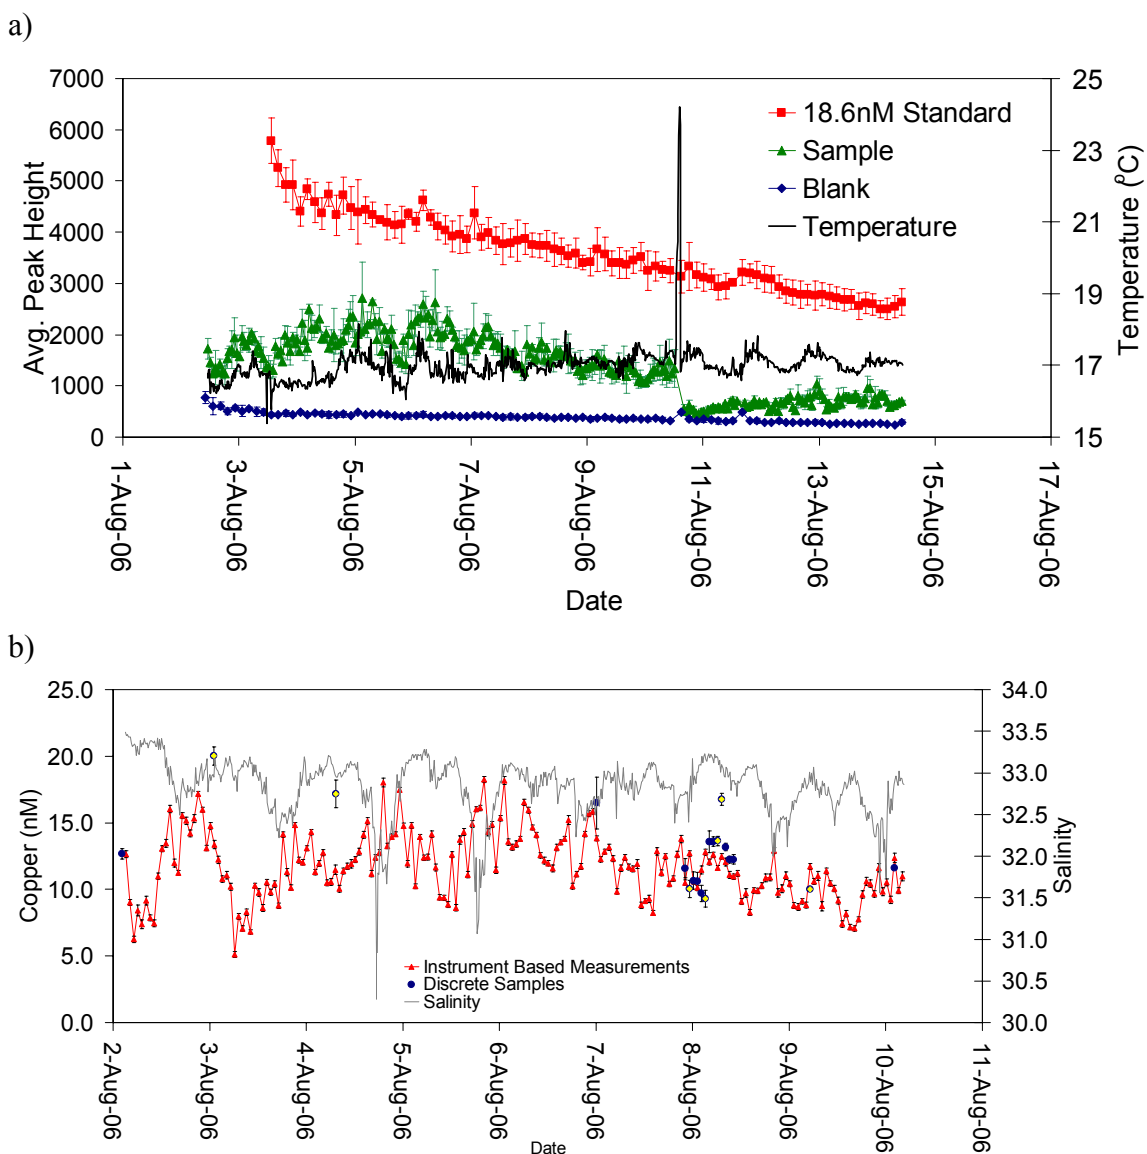 a)
7000
6000
5000
4000
3000
2000
1000
0
Avg. Peak Height
25
23
21
19
17
15
Temperature (⁰C)
18.6nM Standard
Sample
Blank
Temperature
1-Aug-06
3-Aug-06
5-Aug-06
7-Aug-06
9-Aug-06
11-Aug-06
13-Aug-06
15-Aug-06
17-Aug-06
Date
b)
25.0
20.0
15.0
10.0
5.0
0.0
Copper (nM)
34.0
33.5
33.0
32.5
32.0
31.5
31.0
30.5
30.0
Salinity
Instrument Based Measurements
Discrete Samples
Salinity
2-Aug-06
3-Aug-06
4-Aug-06
5-Aug-06
6-Aug-06
7-Aug-06
8-Aug-06
9-Aug-06
10-Aug-06
11-Aug-06
Date